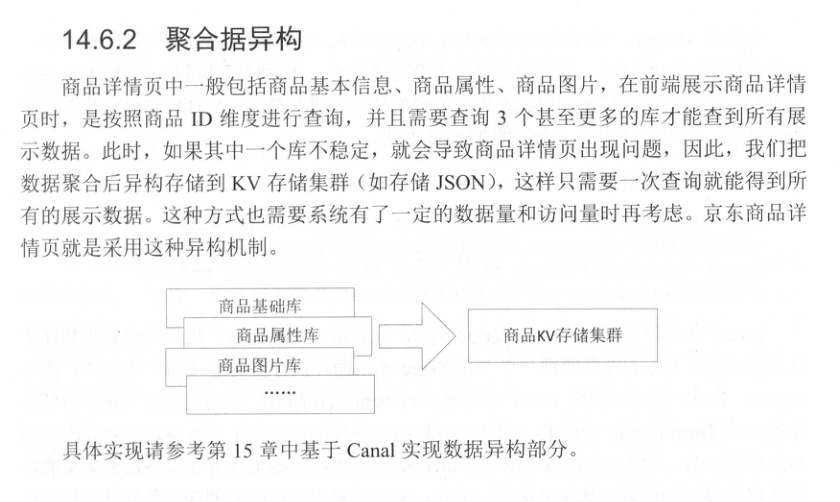 14.6.2 聚合据异构
商品详情页中一般包括商品基本信息、商品属性、商品图片，在前端展示商品详情
页时，是按照商品 ID 维度进行查询，并且需要查询 3 个甚至更多的库才能查到所有展
示数据。此时，如果其中一个库不稳定，就会导致商品详情页出现问题，因此，我们把
数据聚合后异构存储到 KV 存储集群（如存储 JSON），这样只需要一次查询就能得到所
有的展示数据。这种方式也需要系统有了一定的数据量和访问量时再考虑。京东商品详
情页就是采用这种异构机制。
商品基础库
商品属性库
商品图片库
……
商品KV存储集群
具体实现请参考第 15 章中基于 Canal 实现数据异构部分。